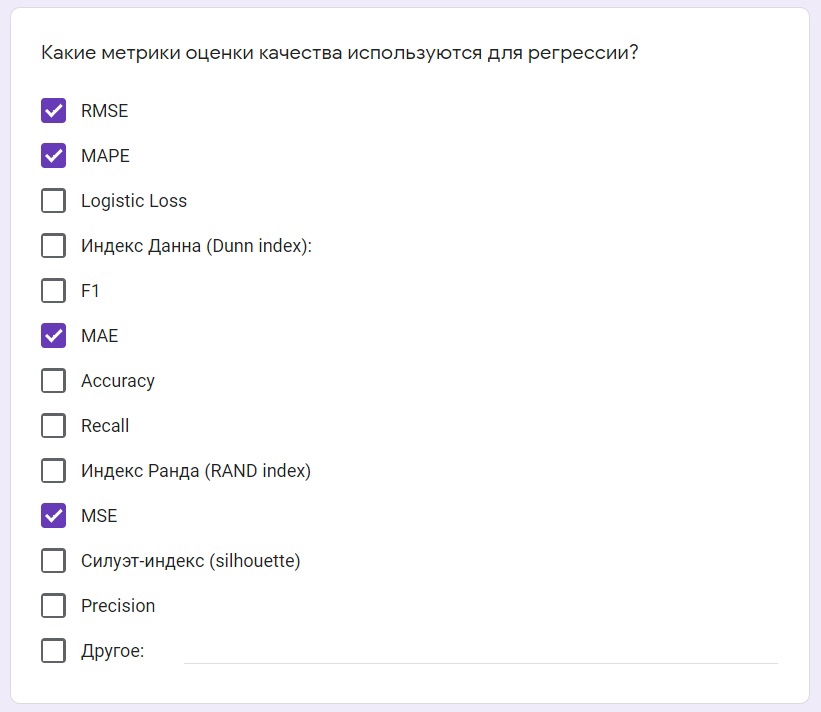 Какие метрики оценки качества используются для регрессии?
RMSE
MAPE
Logistic Loss
Индекс Данна (Dunn index):
F1
MAE
Accuracy
Recall
Индекс Ранда (RAND index)
MSE
Силуэт-индекс (silhouette)
Precision
Другое: